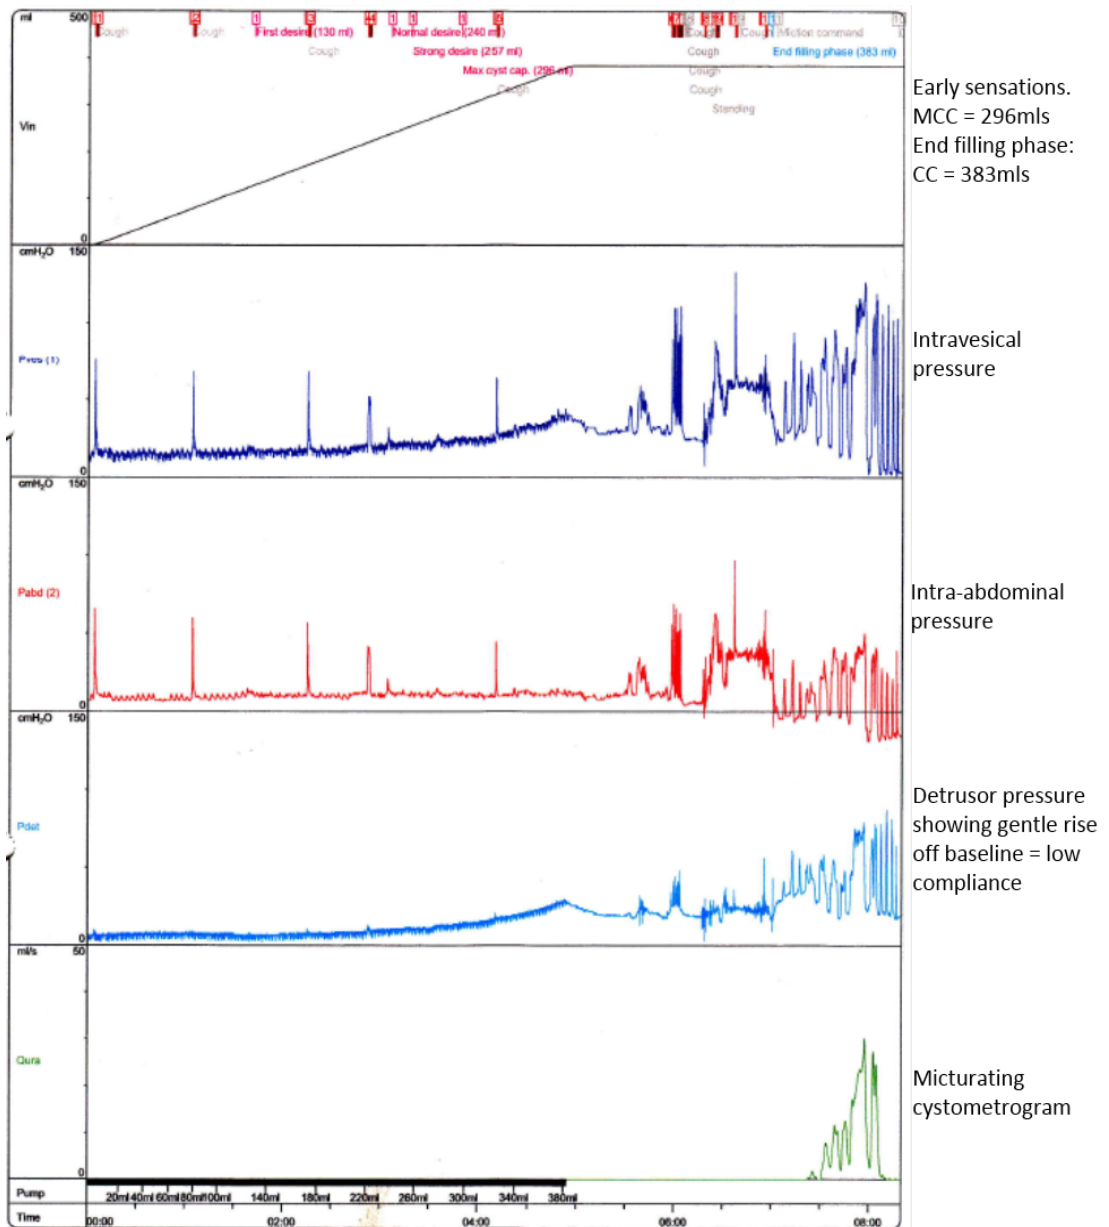 ml 500
Cough
Cough
First desire (130 ml)
Cough
Normal desire (240 ml)
Strong desire (257 ml)
Max cyst cap. (296 ml)
Cough
Cough
Cough
Cough
Cough
Standing
Cough
Miction command
End filling phase (383 ml)
Vin
0
Early sensations.
MCC = 296mls
End filling phase:
CC = 383mls
cmH₂O 150
Pves (1)
0
Intravesical
pressure
cmH₂O 150
Pabd (2)
0
Intra-abdominal
pressure
cmH₂O 150
Pdet
0
Detrusor pressure
showing gentle rise
off baseline = low
compliance
ml/s 50
Qura
0
Micturating
cystometrogram
Pump
20ml 40ml 60ml 80ml 100ml 140ml 180ml 220ml 260ml 300ml 340ml 380ml
Time
00:00 02:00 04:00 06:00 08:00